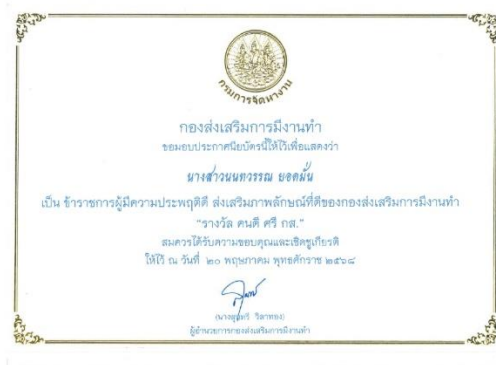 กรมการจัดหางาน
กองส่งเสริมการมีงานทำ
ขอมอบประกาศนียบัตรนี้ให้ไว้เพื่อแสดงว่า
นางสาวนนทวรรณ ยอดมั่น
เป็น ข้าราชการผู้มีความประพฤติดี ส่งเสริมภาพลักษณ์ที่ดีของกองส่งเสริมการมีงานทำ
“รางวัล คนดี ศรี กส.”
สมควรได้รับความขอบคุณและเชิดชูเกียรติ
ให้ไว้ ณ วันที่ ๒๐ พฤษภาคม พุทธศักราช ๒๕๖๘
วิลาทอง)
ผู้อำนวยการกองส่งเสริมการมีงานทำ